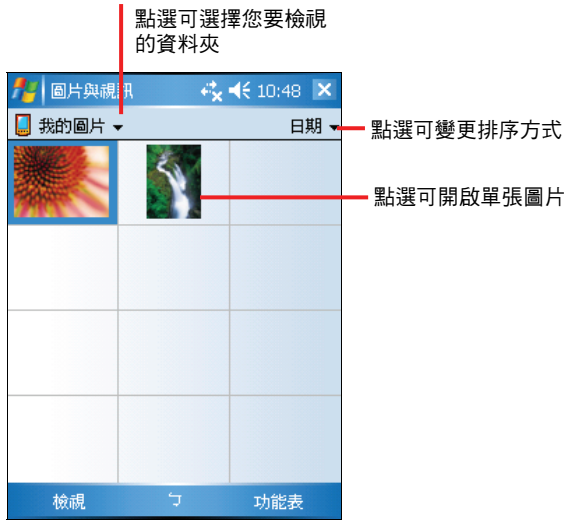 點選可選擇您要檢視
的資料夾
圖片與視訊 10:48
我的圖片 日期
點選可變更排序方式
點選可開啟單張圖片
檢視 ㄅ 功能表